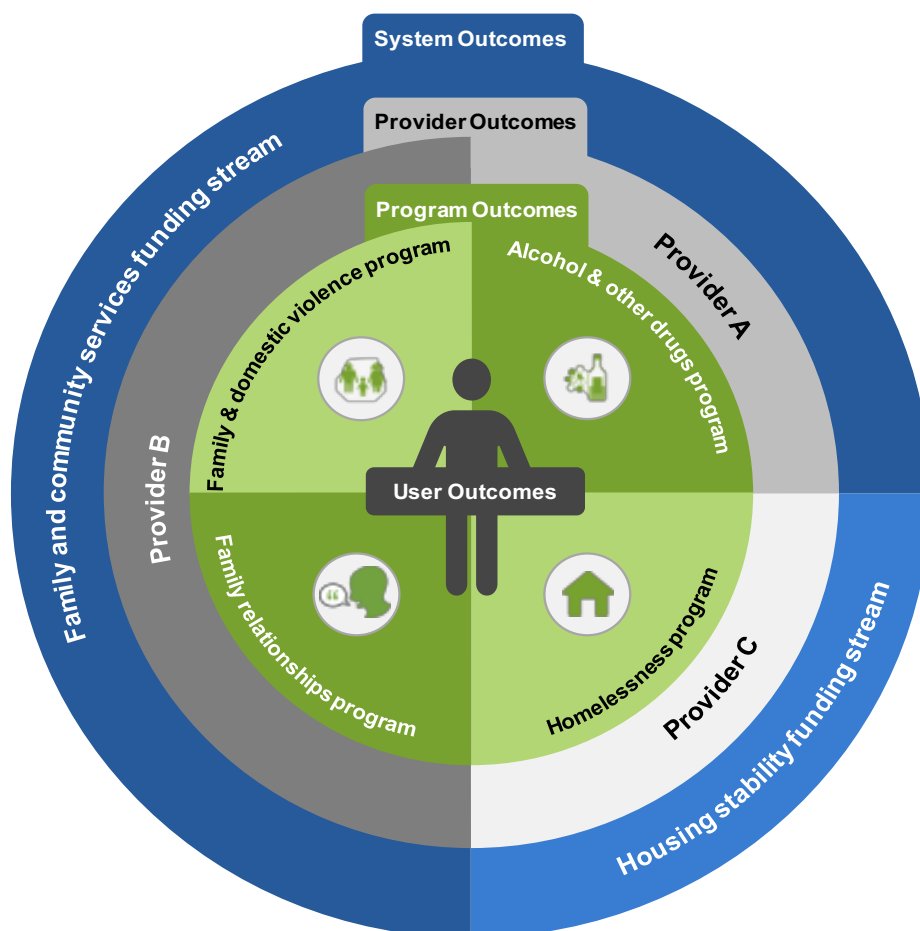 System Outcomes
Provider Outcomes
Program Outcomes
Family and community services funding stream
Provider B
Provider A
Family & domestic violence program
Alcohol & other drugs program
User Outcomes
Family relationships program
Homelessness program
Provider C
Housing stability funding stream